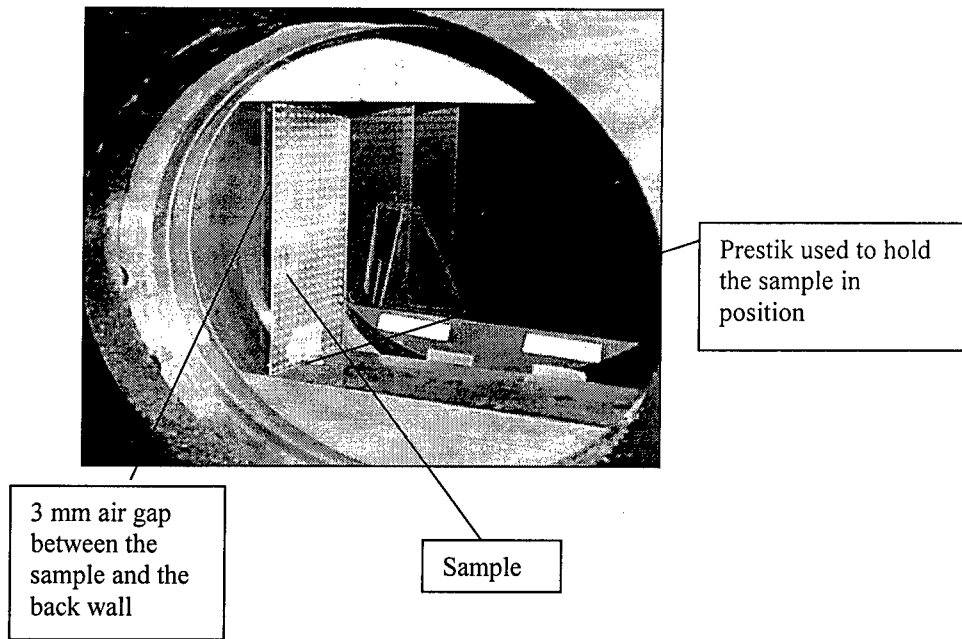 Prestik used to hold
the sample in
position
3 mm air gap
between the
sample and the
back wall
Sample